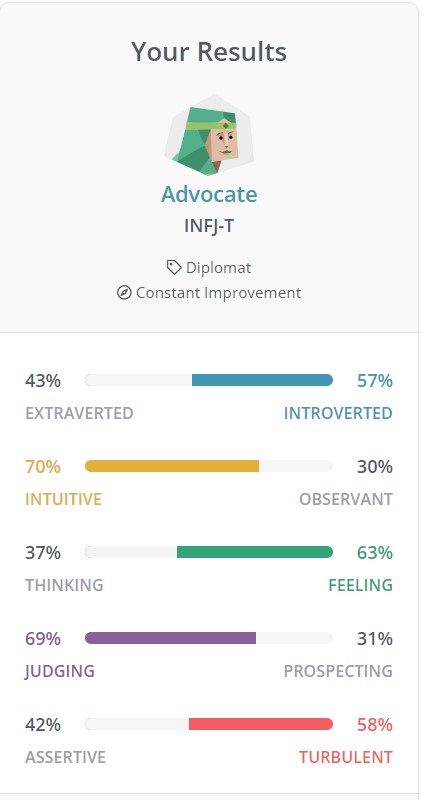 Your Results
Advocate
INFJ-T
Diplomat
Constant Improvement
43% 57%
EXTRAVERTED INTROVERTED
70% 30%
INTUITIVE OBSERVANT
37% 63%
THINKING FEELING
69% 31%
JUDGING PROSPECTING
42% 58%
ASSERTIVE TURBULENT